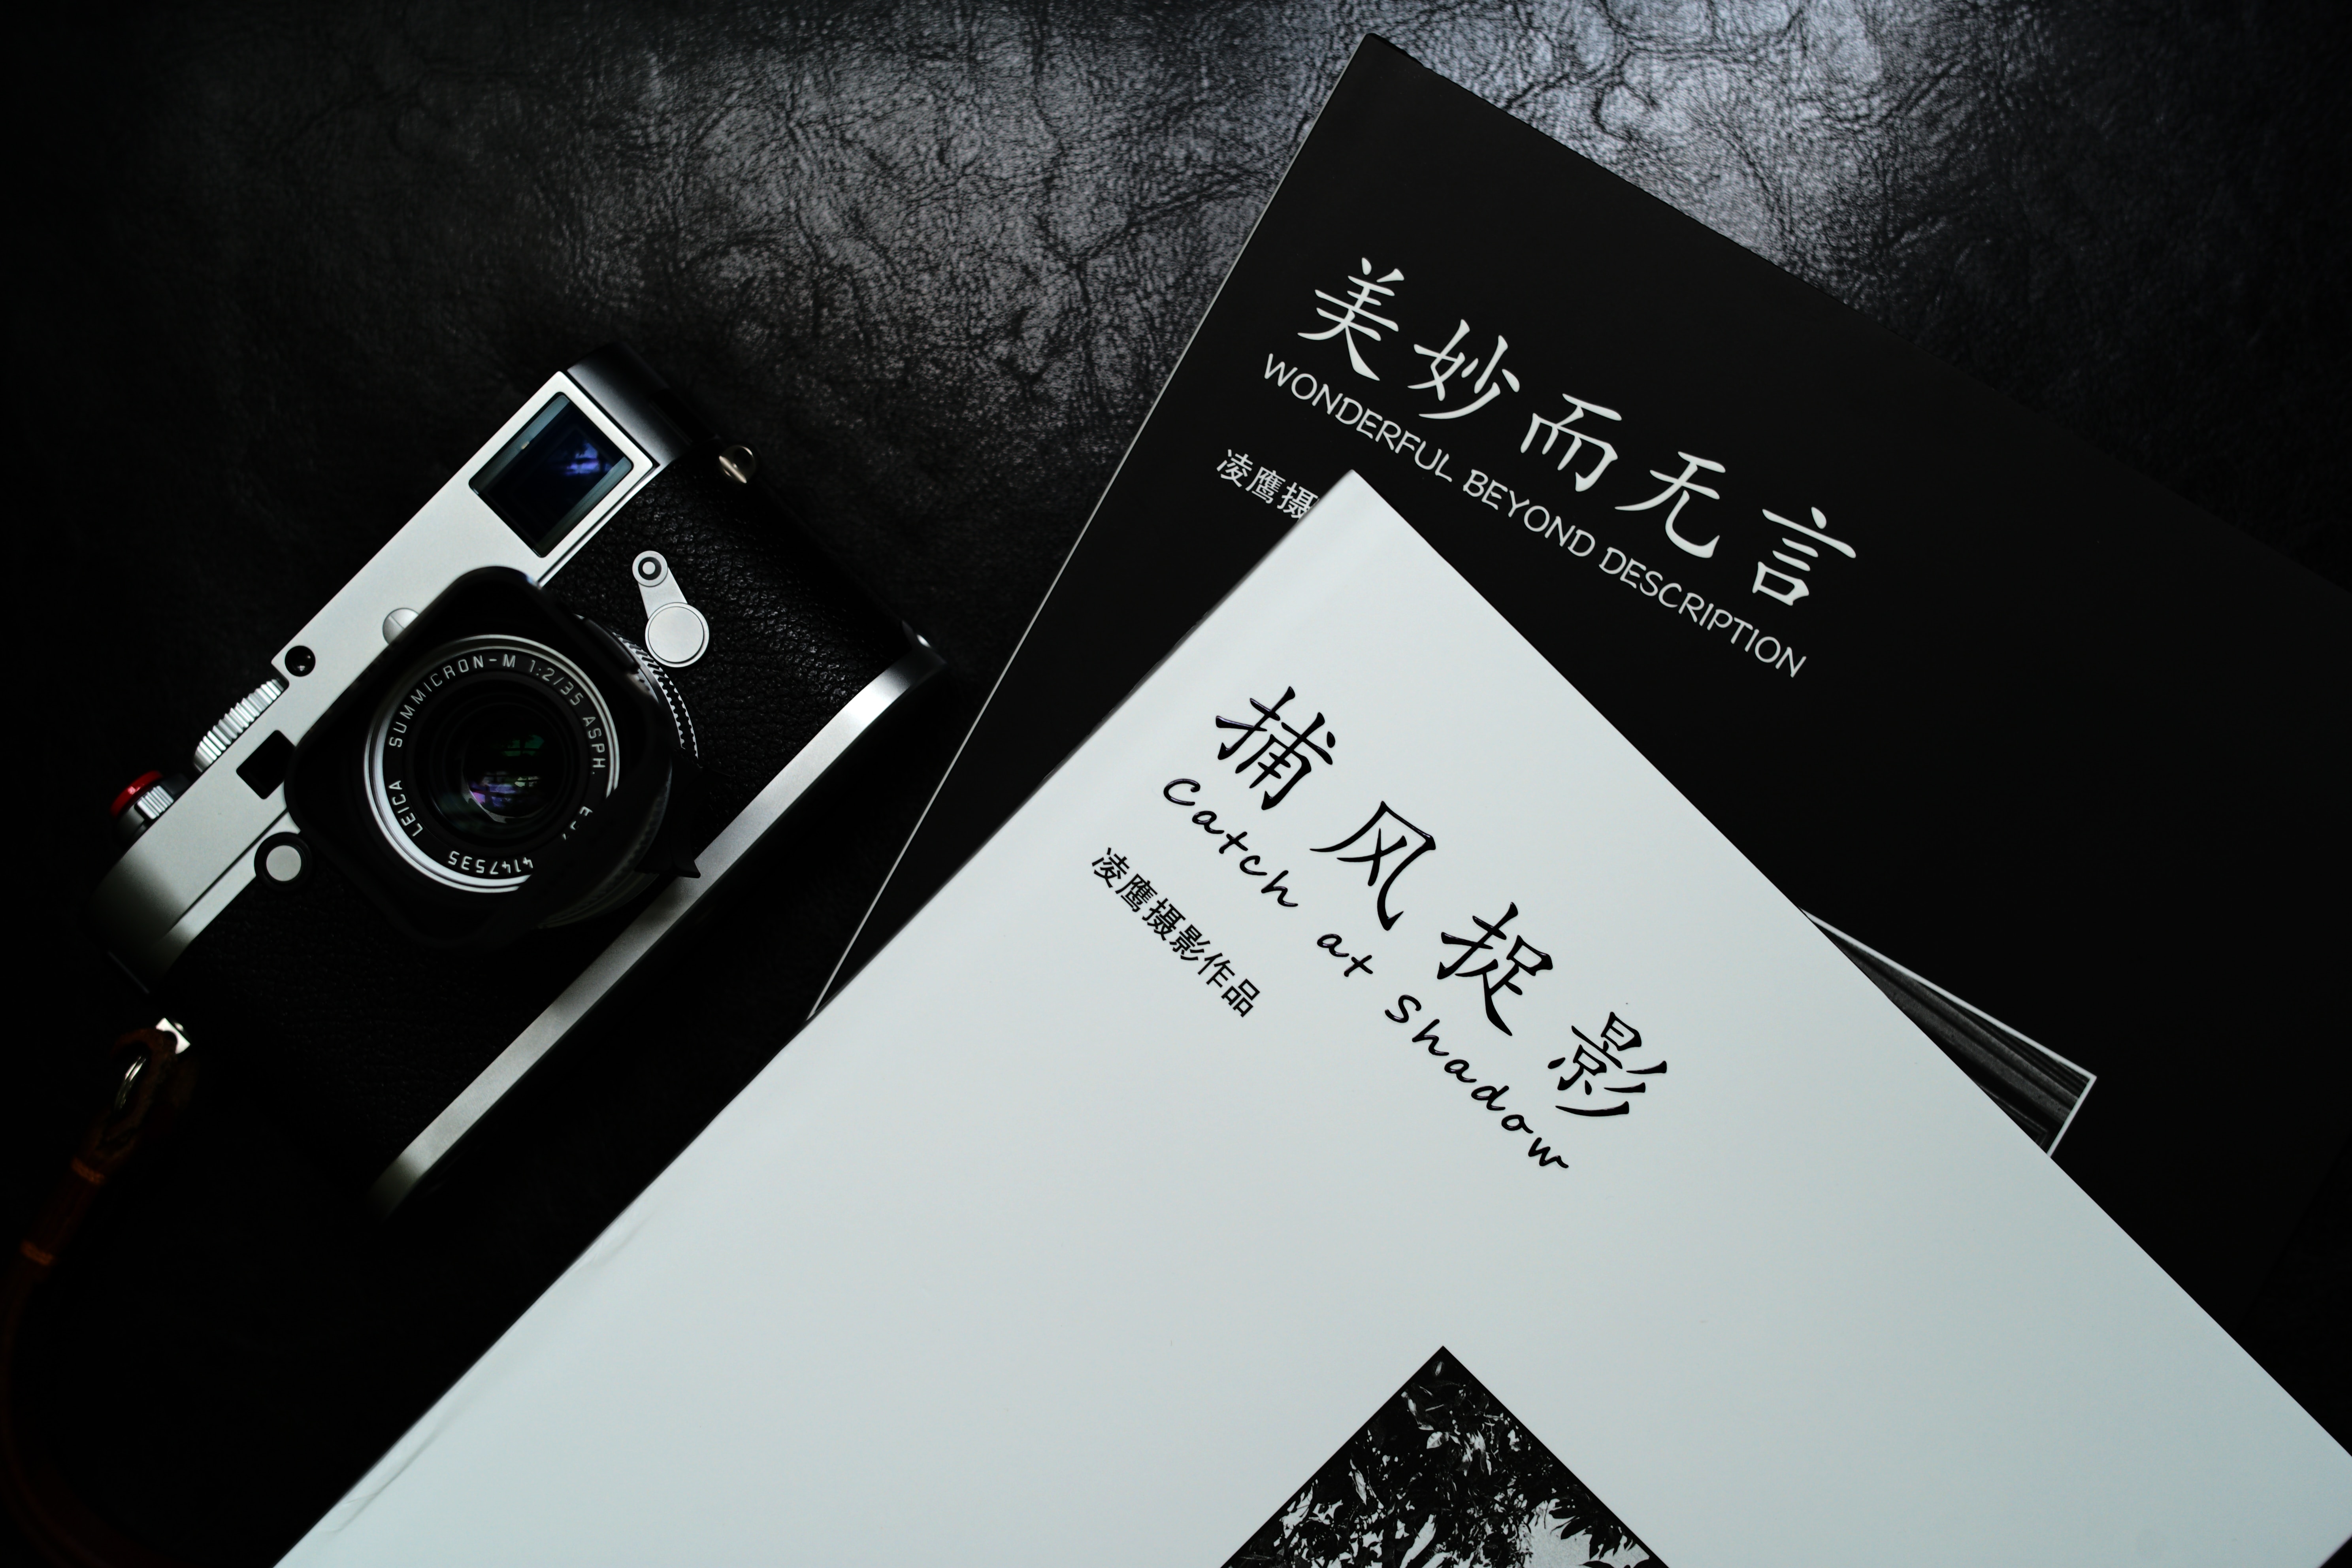 美妙而无言
WONDERFUL BEYOND DESCRIPTION
凌鹰摄
捕风捉影
catch at shadow
凌鹰摄影作品
LEICA SUMMICRON-M 1:2/35 ASPH.
4147535